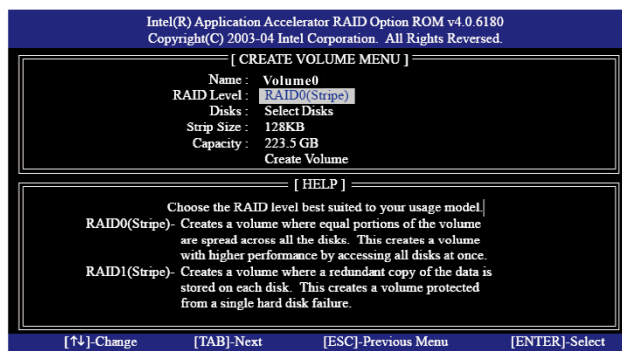 Intel(R) Application Accelerator RAID Option ROM v4.0.6180
Copyright(C) 2003-04 Intel Corporation. All Rights Reversed.
[ CREATE VOLUME MENU ]
Name : Volume0
RAID Level : RAID0(Stripe)
Disks : Select Disks
Strip Size : 128KB
Capacity : 223.5 GB
Create Volume
[ HELP ]
Choose the RAID level best suited to your usage model.
RAID0(Stripe)- Creates a volume where equal portions of the volume
are spread across all the disks. This creates a volume
with higher performance by accessing all disks at once.
RAID1(Stripe)- Creates a volume where a redundant copy of the data is
stored on each disk. This creates a volume protected
from a single hard disk failure.
[↑↓]-Change [TAB]-Next [ESC]-Previous Menu [ENTER]-Select